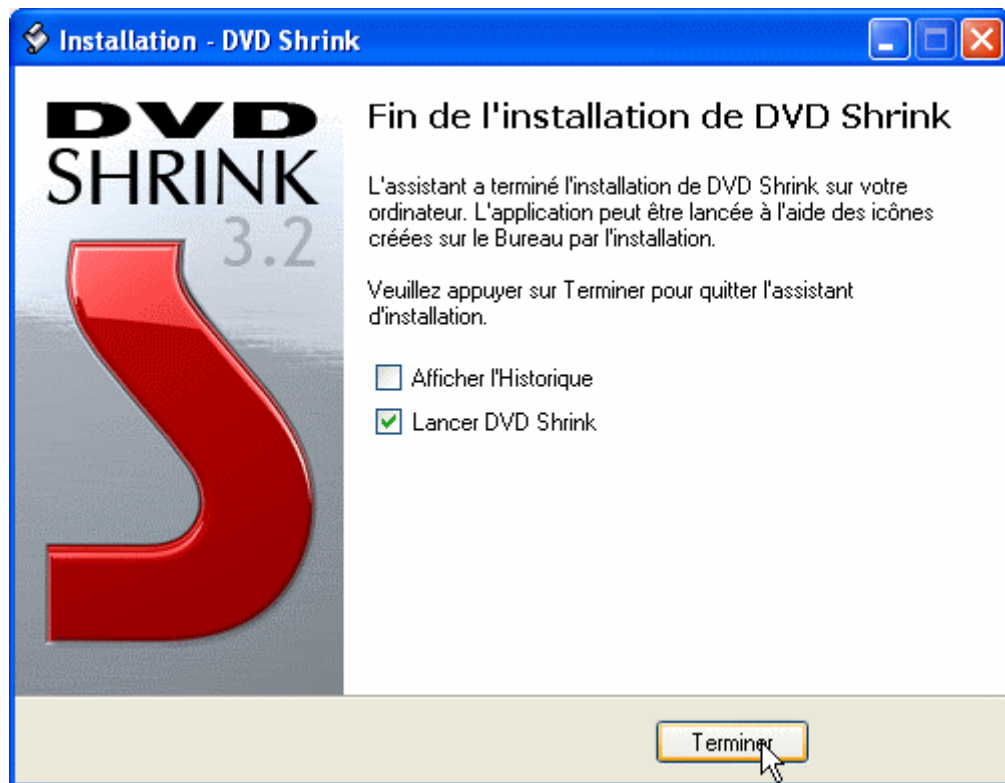 Installation - DVD Shrink
DVD
SHRINK
3.2
Fin de l'installation de DVD Shrink
L'assistant a terminé l'installation de DVD Shrink sur votre
ordinateur. L'application peut être lancée à l'aide des icônes
créées sur le Bureau par l'installation.
Veuillez appuyer sur Terminer pour quitter l'assistant
d'installation.
Afficher l'Historique
Lancer DVD Shrink
Terminer